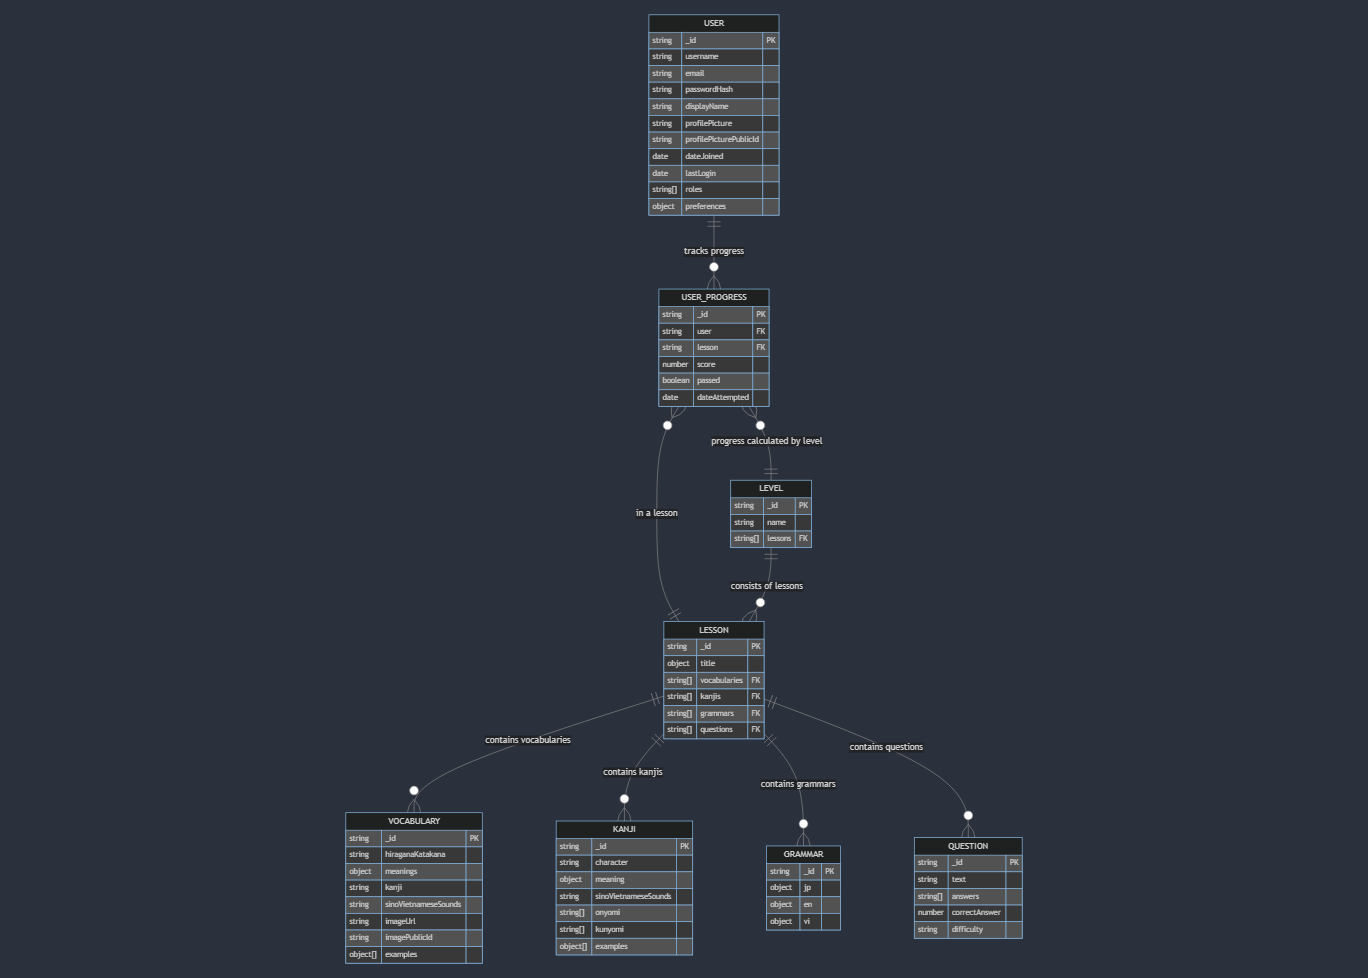 USER
string _id PK
string username
string email
string passwordHash
string displayName
string profilePicture
string profilePicturePublicId
date dateJoined
date lastLogin
string[] roles
object preferences
tracks progress
USER_PROGRESS
string _id PK
string user FK
string lesson FK
number score
boolean passed
date dateAttempted
progress calculated by level
in a lesson
LEVEL
string _id PK
string name
string[] lessons FK
consists of lessons
LESSON
string _id PK
object title
string[] vocabularies FK
string[] kanjis FK
string[] grammars FK
string[] questions FK
contains vocabularies
contains kanjis
contains grammars
contains questions
VOCABULARY
string _id PK
string hiraganaKatakana
object meanings
string kanji
string sinoVietnameseSounds
string imageUrl
string imagePublicId
object[] examples
KANJI
string _id PK
string character
object meaning
string sinoVietnameseSounds
string[] onyomi
string[] kunyomi
object[] examples
GRAMMAR
string _id PK
object jp
object en
object vi
QUESTION
string _id PK
string text
string[] answers
number correctAnswer
string difficulty